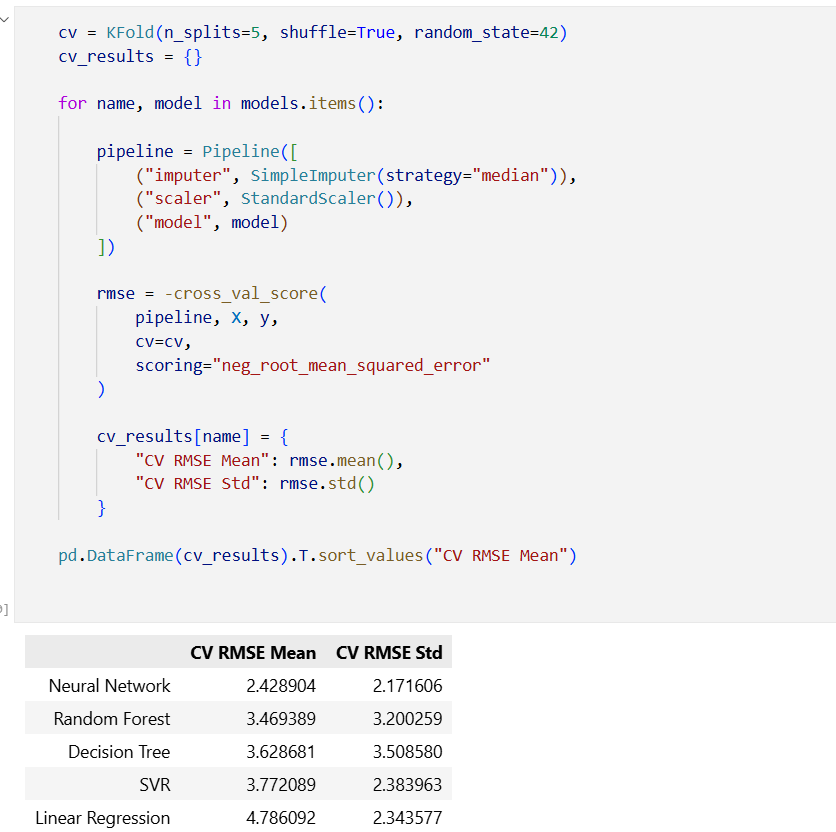 cv = KFold(n_splits=5, shuffle=True, random_state=42)
cv_results = {}
for name, model in models.items():
pipeline = Pipeline([
("imputer", SimpleImputer(strategy="median")),
("scaler", StandardScaler()),
("model", model)
])
rmse = -cross_val_score(
pipeline, X, y,
cv=cv,
scoring="neg_root_mean_squared_error"
)
cv_results[name] = {
"CV RMSE Mean": rmse.mean(),
"CV RMSE Std": rmse.std()
}
pd.DataFrame(cv_results).T.sort_values("CV RMSE Mean")
]
CV RMSE Mean CV RMSE Std
Neural Network 2.428904 2.171606
Random Forest 3.469389 3.200259
Decision Tree 3.628681 3.508580
SVR 3.772089 2.383963
Linear Regression 4.786092 2.343577